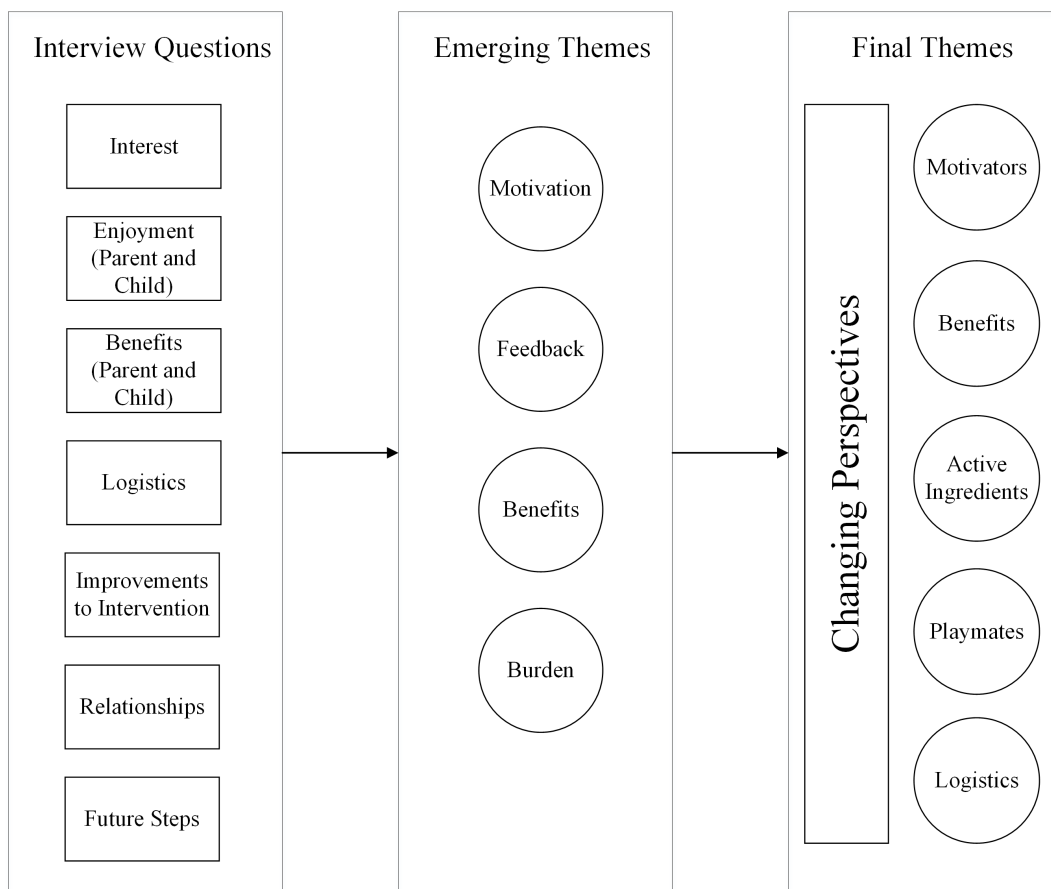 Interview Questions
Interest
Enjoyment
(Parent and
Child)
Benefits
(Parent and
Child)
Logistics
Improvements
to Intervention
Relationships
Future Steps
Emerging Themes
Motivation
Feedback
Benefits
Burden
Final Themes
Changing Perspectives
Motivators
Benefits
Active
Ingredients
Playmates
Logistics